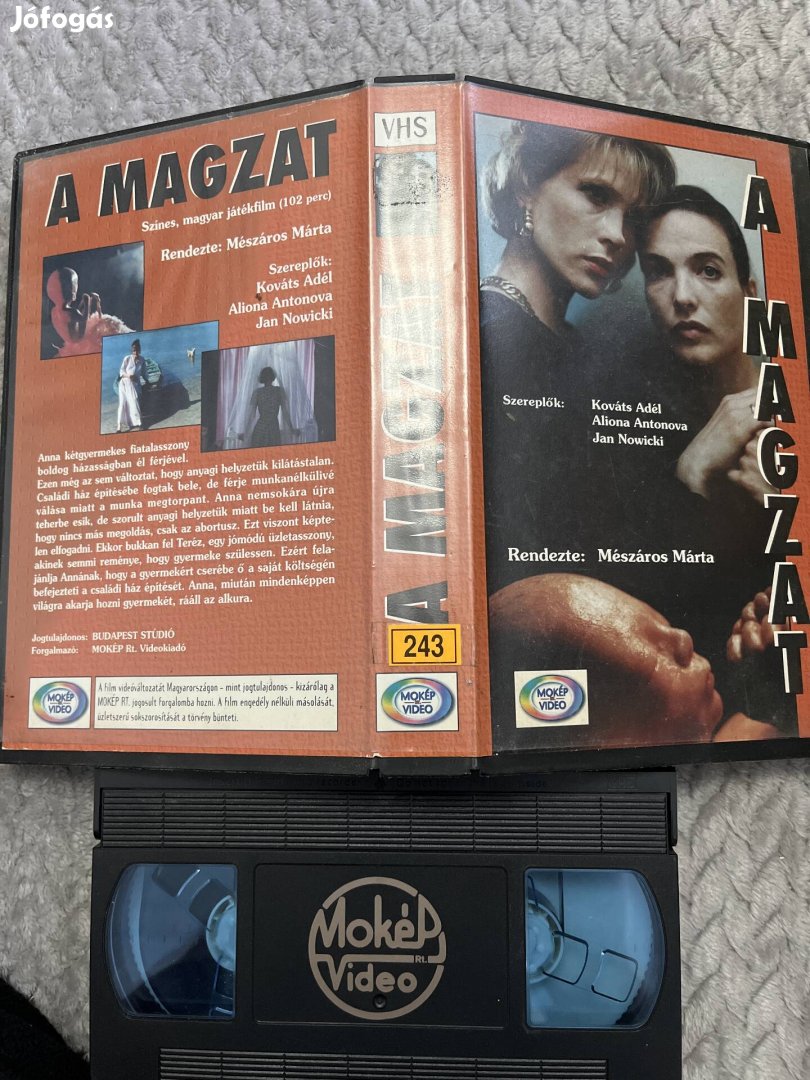 Jófogás
A MAGZAT
Színes, magyar játékfilm (102 perc)
Rendezte: Mészáros Márta
Szereplők:
Kováts Adél
Aliona Antonova
Jan Nowicki
Anna kétgyermekes fiatalasszony
boldog házasságban él férjével.
Ezen még az sem változtat, hogy anyagi helyzetük kilátástalan.
Családi ház építésébe fogtak bele, de férje munkanélkülivé
válása miatt a munka megtorpant. Anna nemsokára újra
teherbe esik, de szorult anyagi helyzetük miatt be kell látnia,
hogy nincs más megoldás, csak az abortusz. Ezt viszont képte-
len elfogadni. Ekkor bukkan fel Teréz, egy jómódú üzletasszony,
akinek semmi reménye, hogy gyermeke szülessen. Ezért fela-
jánlja Annának, hogy a gyermekért cserébe ő a saját költségén
befejezteti a családi ház építését. Anna, miután mindenképpen
világra akarja hozni gyermekét, rááll az alkura.
Jogtulajdonos: BUDAPEST STÚDIÓ
Forgalmazó: MOKÉP Rt. Videokiadó
MOKÉP
RT.
VIDEO
A film videóváltozatát Magyarországon - mint jogtulajdonos - kizárólag a
MOKÉP RT. jogosult forgalomba hozni. A film engedély nélküli másolását,
üzletszerű sokszorosítását a törvény bünteti.
VHS
A MAGZAT
243
MOKÉP
RT.
VIDEO
A MAGZAT
Szereplők: Kováts Adél
Aliona Antonova
Jan Nowicki
Rendezte: Mészáros Márta
MOKÉP
RT.
VIDEO
MokéP
Rt.
Video